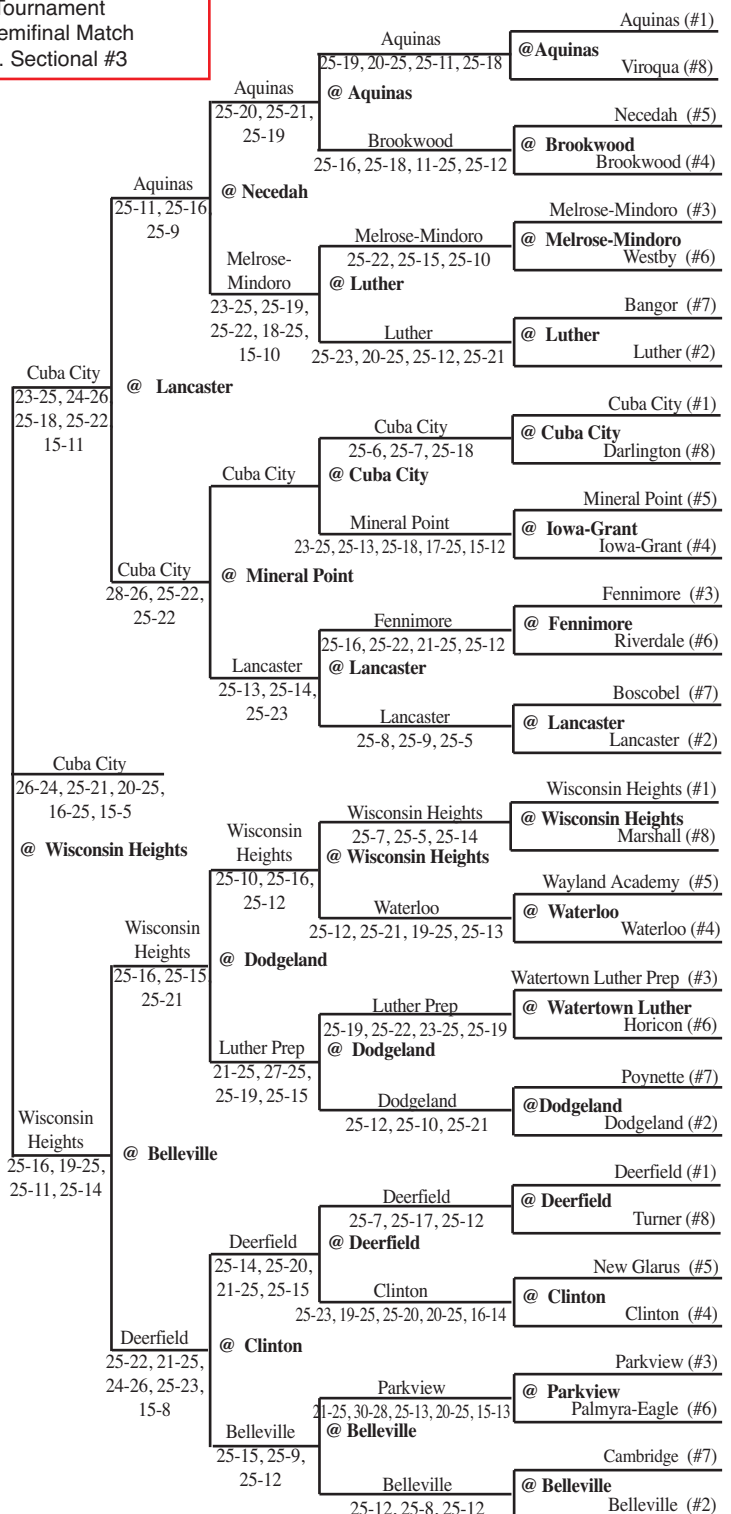 Tournament
emifinal Match
. Sectional #3
Aquinas (#1)
Aquinas
@Aquinas
25-19, 20-25, 25-11, 25-18
Viroqua (#8)
Aquinas
@ Aquinas
25-20, 25-21,
25-19
Necedah (#5)
Brookwood
@ Brookwood
25-16, 25-18, 11-25, 25-12
Brookwood (#4)
Aquinas
@ Necedah
25-11, 25-16
25-9
Melrose-Mindoro (#3)
Melrose-Mindoro
@ Melrose-Mindoro
25-22, 25-15, 25-10
Westby (#6)
Melrose-
Mindoro
@ Luther
23-25, 25-19,
25-22, 18-25,
15-10
Bangor (#7)
Luther
@ Luther
25-23, 20-25, 25-12, 25-21
Luther (#2)
Cuba City
@ Lancaster
23-25, 24-26
25-18, 25-22
15-11
Cuba City (#1)
Cuba City
@ Cuba City
25-6, 25-7, 25-18
Darlington (#8)
Cuba City
@ Cuba City
Mineral Point (#5)
Mineral Point
@ Iowa-Grant
23-25, 25-13, 25-18, 17-25, 15-12
Iowa-Grant (#4)
Cuba City
@ Mineral Point
28-26, 25-22,
25-22
Fennimore (#3)
Fennimore
@ Fennimore
25-16, 25-22, 21-25, 25-12
Riverdale (#6)
Lancaster
@ Lancaster
25-13, 25-14,
25-23
Boscobel (#7)
Lancaster
@ Lancaster
25-8, 25-9, 25-5
Lancaster (#2)
Cuba City
26-24, 25-21, 20-25,
16-25, 15-5
@ Wisconsin Heights
Wisconsin Heights (#1)
Wisconsin Heights
@ Wisconsin Heights
25-7, 25-5, 25-14
Marshall (#8)
Wisconsin
Heights
@ Wisconsin Heights
25-10, 25-16,
25-12
Wayland Academy (#5)
Waterloo
@ Waterloo
25-12, 25-21, 19-25, 25-13
Waterloo (#4)
Wisconsin
Heights
@ Dodgeland
25-16, 25-15
25-21
Watertown Luther Prep (#3)
Luther Prep
@ Watertown Luther
25-19, 25-22, 23-25, 25-19
Horicon (#6)
Luther Prep
@ Dodgeland
21-25, 27-25,
25-19, 25-15
Poynette (#7)
Dodgeland
@Dodgeland
25-12, 25-10, 25-21
Dodgeland (#2)
Wisconsin
Heights
@ Belleville
25-16, 19-25,
25-11, 25-14
Deerfield (#1)
Deerfield
@ Deerfield
25-7, 25-17, 25-12
Turner (#8)
Deerfield
@ Deerfield
25-14, 25-20,
21-25, 25-15
New Glarus (#5)
Clinton
@ Clinton
25-23, 19-25, 25-20, 20-25, 16-14
Clinton (#4)
Deerfield
@ Clinton
25-22, 21-25,
24-26, 25-23,
15-8
Parkview (#3)
Parkview
@ Parkview
21-25, 30-28, 25-13, 20-25, 15-13
Palmyra-Eagle (#6)
Belleville
@ Belleville
25-15, 25-9,
25-12
Cambridge (#7)
Belleville
@ Belleville
25-12, 25-8, 25-12
Belleville (#2)